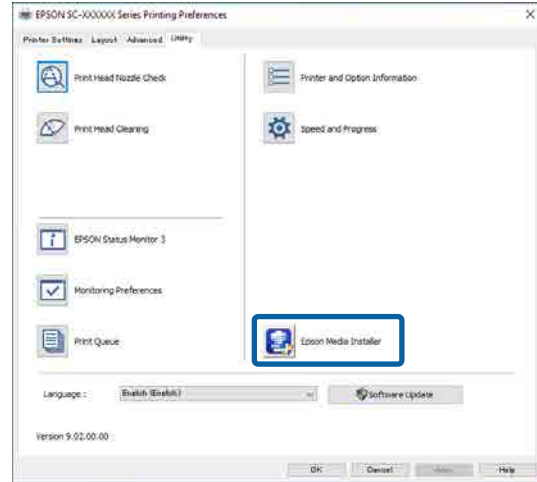 EPSON SC-XXXXXX Series Printing Preferences
Printer Settings Layout Advanced Utility
Print Head Nozzle Check
Printer and Option Information
Print Head Cleaning
Speed and Progress
EPSON Status Monitor 3
Monitoring Preferences
Print Queue
Epson Media Installer
Language :
English (English)
Software Update
Version 9.02.00.00
OK Cancel Apply Help